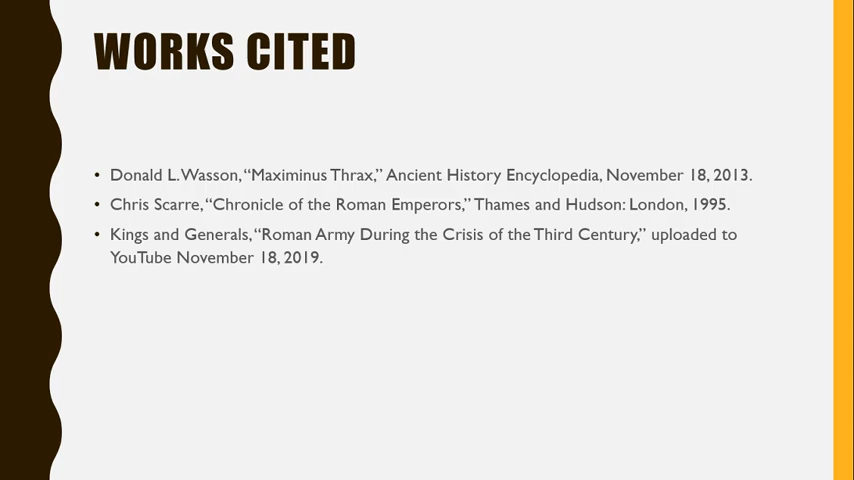 WORKS CITED
• Donald L. Wasson, “Maximinus Thrax,” Ancient History Encyclopedia, November 18, 2013.
• Chris Scarre, “Chronicle of the Roman Emperors,” Thames and Hudson: London, 1995.
• Kings and Generals, “Roman Army During the Crisis of the Third Century,” uploaded to
YouTube November 18, 2019.